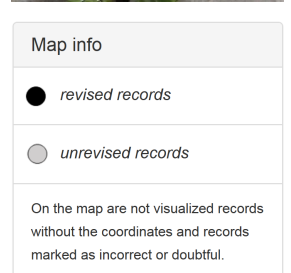 Map info
revised records
unrevised records
On the map are not visualized records
without the coordinates and records
marked as incorrect or doubtful.